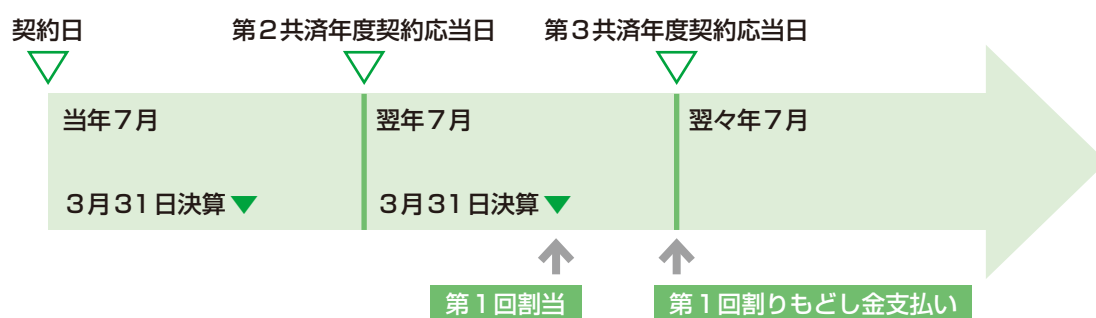 契約日 第2共済年度契約応当日 第3共済年度契約応当日
当年7月 翌年7月 翌々年7月
3月31日決算 3月31日決算
第1回割当 第1回割りもどし金支払い